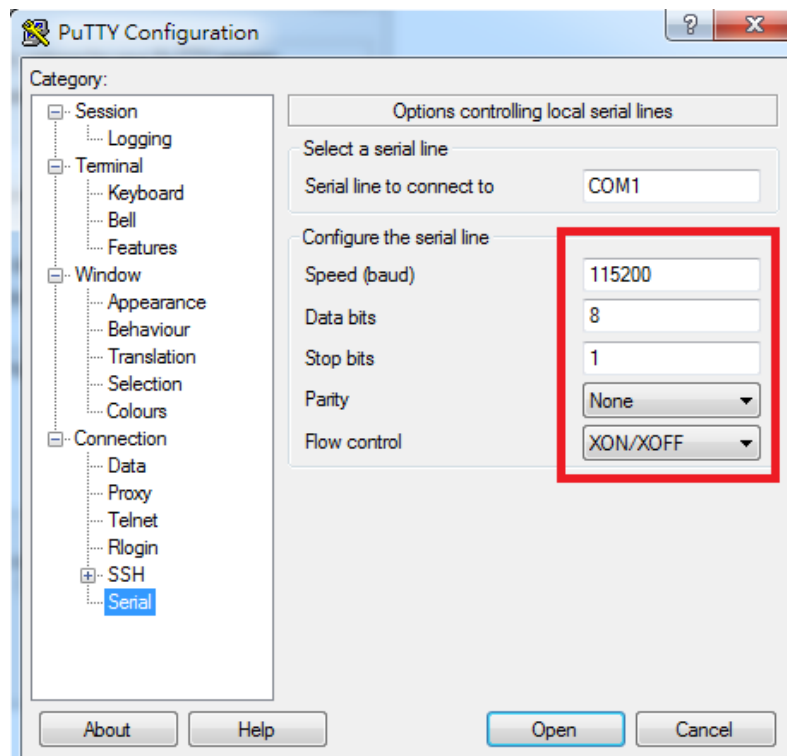 PuTTY Configuration
Category:
Session
Logging
Terminal
Keyboard
Bell
Features
Window
Appearance
Behaviour
Translation
Selection
Colours
Connection
Data
Proxy
Telnet
Rlogin
SSH
Serial
Options controlling local serial lines
Select a serial line
Serial line to connect to COM1
Configure the serial line
Speed (baud) 115200
Data bits 8
Stop bits 1
Parity None
Flow control XON/XOFF
About Help Open Cancel